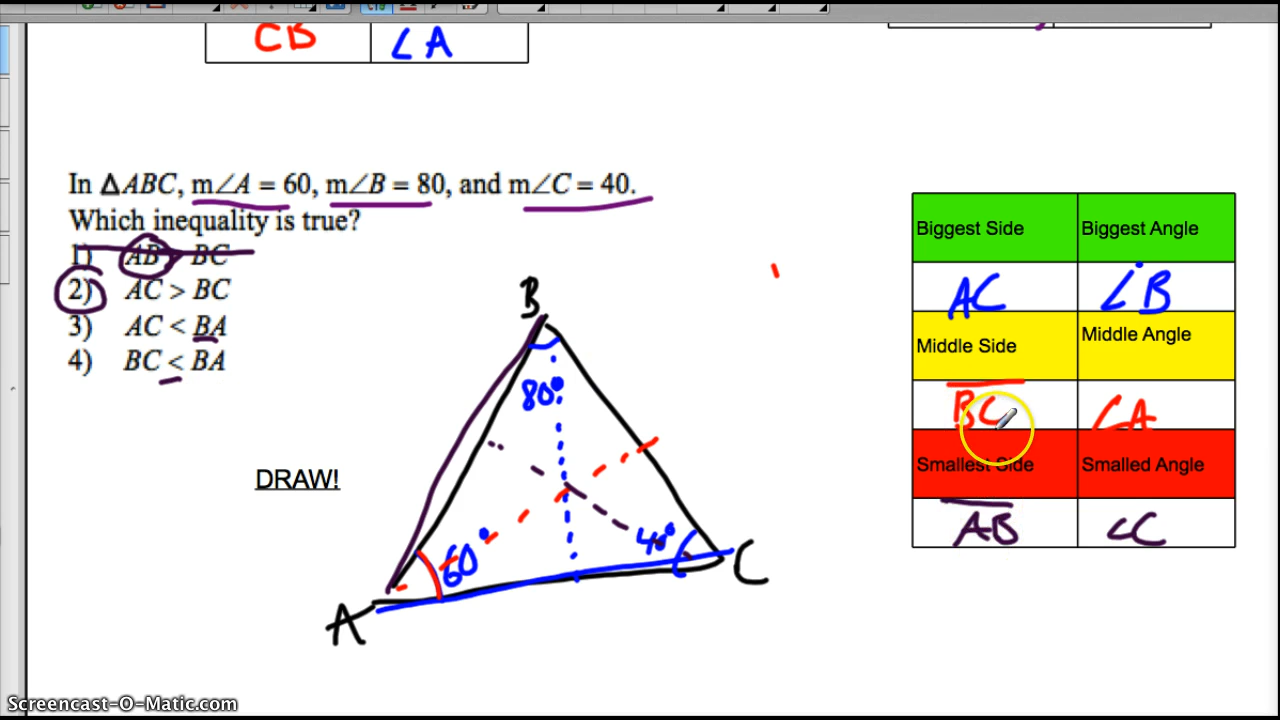 CB ∠A
In ΔABC, m∠A = 60, m∠B = 80, and m∠C = 40.
Which inequality is true?
1) AB > BC
2) AC > BC
3) AC < BA
4) BC < BA
DRAW!
B
80°
60°
40°
A
C
Biggest Side Biggest Angle
AC ∠B
Middle Side Middle Angle
BC ∠A
Smallest Side Smalled Angle
AB ∠C
Screencast-O-Matic.com